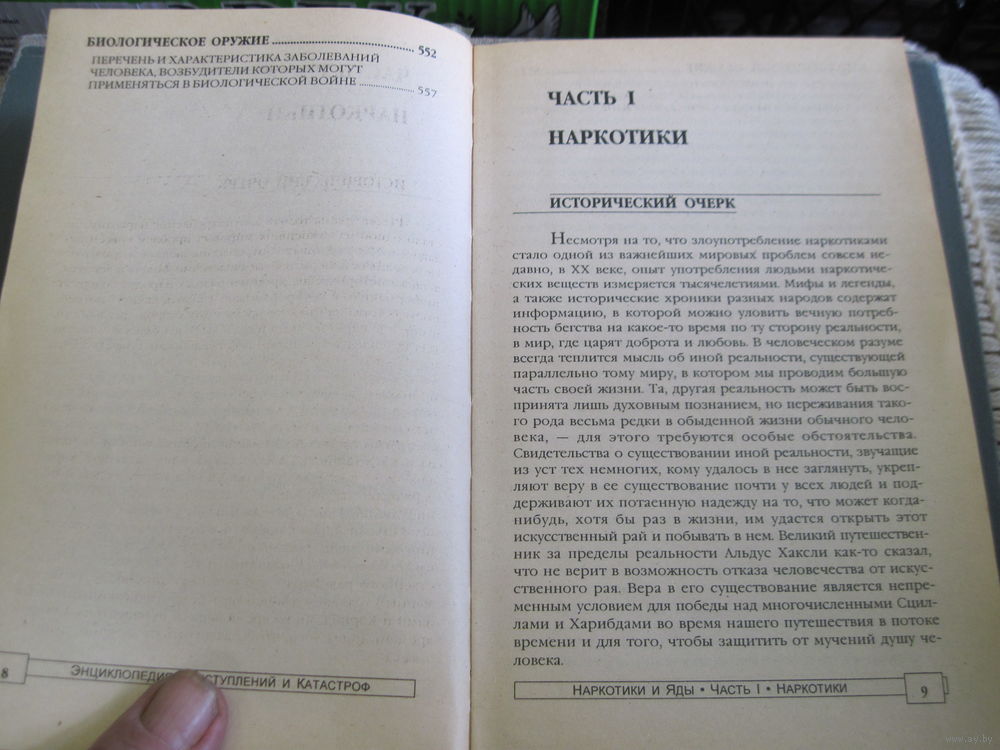 БИОЛОГИЧЕСКОЕ ОРУЖИЕ ........................................ 552
ПЕРЕЧЕНЬ И ХАРАКТЕРИСТИКА ЗАБОЛЕВАНИЙ
ЧЕЛОВЕКА, ВОЗБУДИТЕЛИ КОТОРЫХ МОГУТ
ПРИМЕНЯТЬСЯ В БИОЛОГИЧЕСКОЙ ВОЙНЕ ................ 557
8
ЭНЦИКЛОПЕДИЯ СТУПЛЕНИЙ И КАТАСТРОФ
ЧАСТЬ I
НАРКОТИКИ
ИСТОРИЧЕСКИЙ ОЧЕРК
Несмотря на то, что злоупотребление наркотиками
стало одной из важнейших мировых проблем совсем не-
давно, в XX веке, опыт употребления людьми наркотиче-
ских веществ измеряется тысячелетиями. Мифы и легенды,
а также исторические хроники разных народов содержат
информацию, в которой можно уловить вечную потреб-
ность бегства на какое-то время по ту сторону реальности,
в мир, где царят доброта и любовь. В человеческом разуме
всегда теплится мысль об иной реальности, существующей
параллельно тому миру, в котором мы проводим большую
часть своей жизни. Та, другая реальность может быть вос-
принята лишь духовным познанием, но переживания тако-
го рода весьма редки в обыденной жизни обычного чело-
века, — для этого требуются особые обстоятельства.
Свидетельства о существовании иной реальности, звучащие
из уст тех немногих, кому удалось в нее заглянуть, укреп-
ляют веру в ее существование почти у всех людей и под-
держивают их потаенную надежду на то, что может когда-
нибудь, хотя бы раз в жизни, им удастся открыть этот
искусственный рай и побывать в нем. Великий путешествен-
ник за пределы реальности Альдус Хаксли как-то сказал,
что не верит в возможность отказа человечества от искус-
ственного рая. Вера в его существование является непре-
менным условием для победы над многочисленными Сцил-
лами и Харибдами во время нашего путешествия в потоке
времени и для того, чтобы защитить от мучений душу че-
ловека.
НАРКОТИКИ И ЯДЫ • ЧАСТЬ I • НАРКОТИКИ
9
www.ay.by